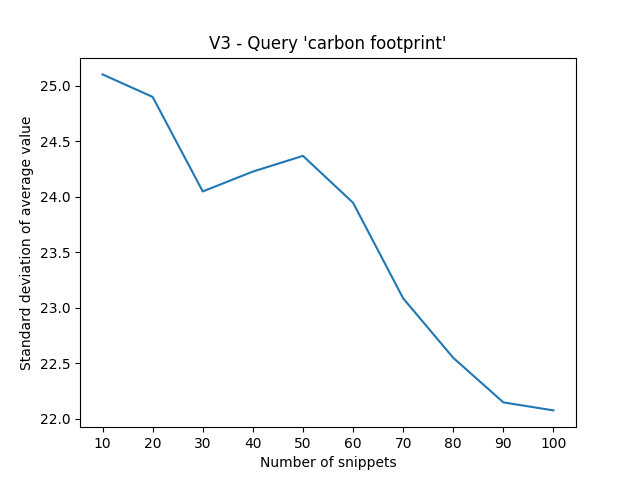 V3 - Query 'carbon footprint'
Standard deviation of average value
25.0
24.5
24.0
23.5
23.0
22.5
22.0
10 20 30 40 50 60 70 80 90 100
Number of snippets